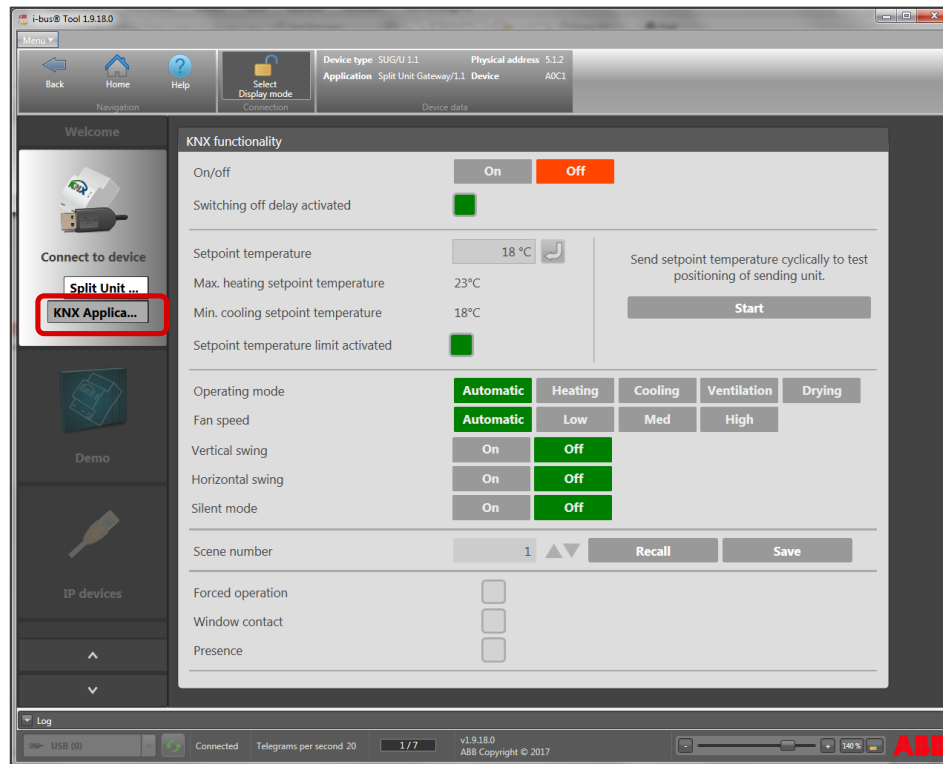 i-bus® Tool 1.9.18.0
Menu
Back Home Help Select Display mode
Device type SUG/U 1.1 Physical address 5.1.2
Application Split Unit Gateway/1.1 Device A0C1
Navigation Connection Device data
Welcome
Connect to device
Split Unit ...
KNX Applica...
Demo
IP devices
KNX functionality
On/off On Off
Switching off delay activated
Setpoint temperature 18 °C
Max. heating setpoint temperature 23°C
Min. cooling setpoint temperature 18°C
Setpoint temperature limit activated
Send setpoint temperature cyclically to test
positioning of sending unit.
Start
Operating mode Automatic Heating Cooling Ventilation Drying
Fan speed Automatic Low Med High
Vertical swing On Off
Horizontal swing On Off
Silent mode On Off
Scene number 1 Recall Save
Forced operation
Window contact
Presence
Log
USB (0) Connected Telegrams per second 20 1 / 7
v1.9.18.0
ABB Copyright © 2017
- + 140 %
ABB